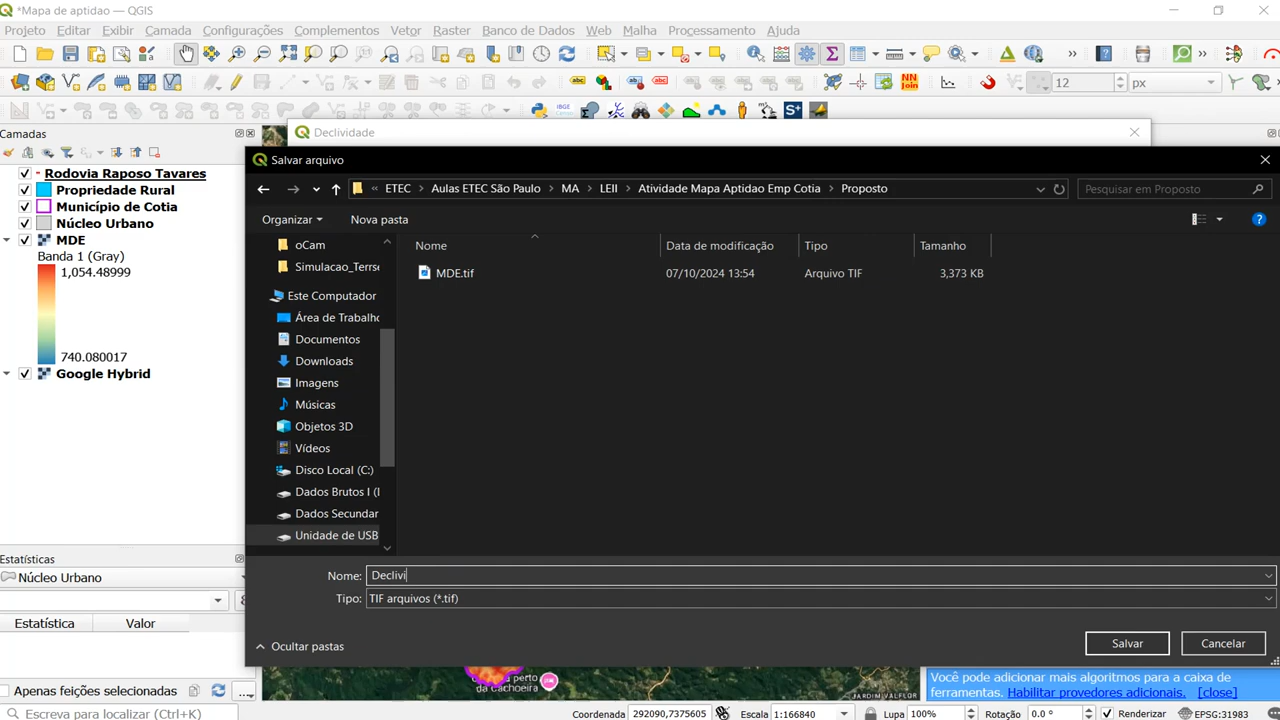 *Mapa de aptidao — QGIS
Projeto Editar Exibir Camada Configurações Complementos Vetor Raster Banco de Dados Web Malha Processamento Ajuda
12 px
Camadas
Rodovia Raposo Tavares
Propriedade Rural
Município de Cotia
Núcleo Urbano
MDE
Banda 1 (Gray)
1,054.48999
740.080017
Google Hybrid
Declividade
Salvar arquivo
« ETEC › Aulas ETEC São Paulo › MA › LEII › Atividade Mapa Aptidao Emp Cotia › Proposto
Pesquisar em Proposto
Organizar Nova pasta
oCam
Simulacao_Terrse
Este Computador
Área de Trabalho
Documentos
Downloads
Imagens
Músicas
Objetos 3D
Vídeos
Disco Local (C:)
Dados Brutos I (I
Dados Secundar
Unidade de USB
Nome Data de modificação Tipo Tamanho
MDE.tif 07/10/2024 13:54 Arquivo TIF 3,373 KB
Nome: Declivi
Tipo: TIF arquivos (*.tif)
Ocultar pastas Salvar Cancelar
Estatísticas
Núcleo Urbano
Estatística Valor
Apenas feições selecionadas ...
a perto
da cachoeira
JARDIM VALFLOR
Você pode adicionar mais algoritmos para a caixa de
ferramentas. Habilitar provedores adicionais. [close]
Escreva para localizar (Ctrl+K) Coordenada 292090,7375605 Escala 1:166840 Lupa 100% Rotação 0.0 ° Renderizar EPSG:31983